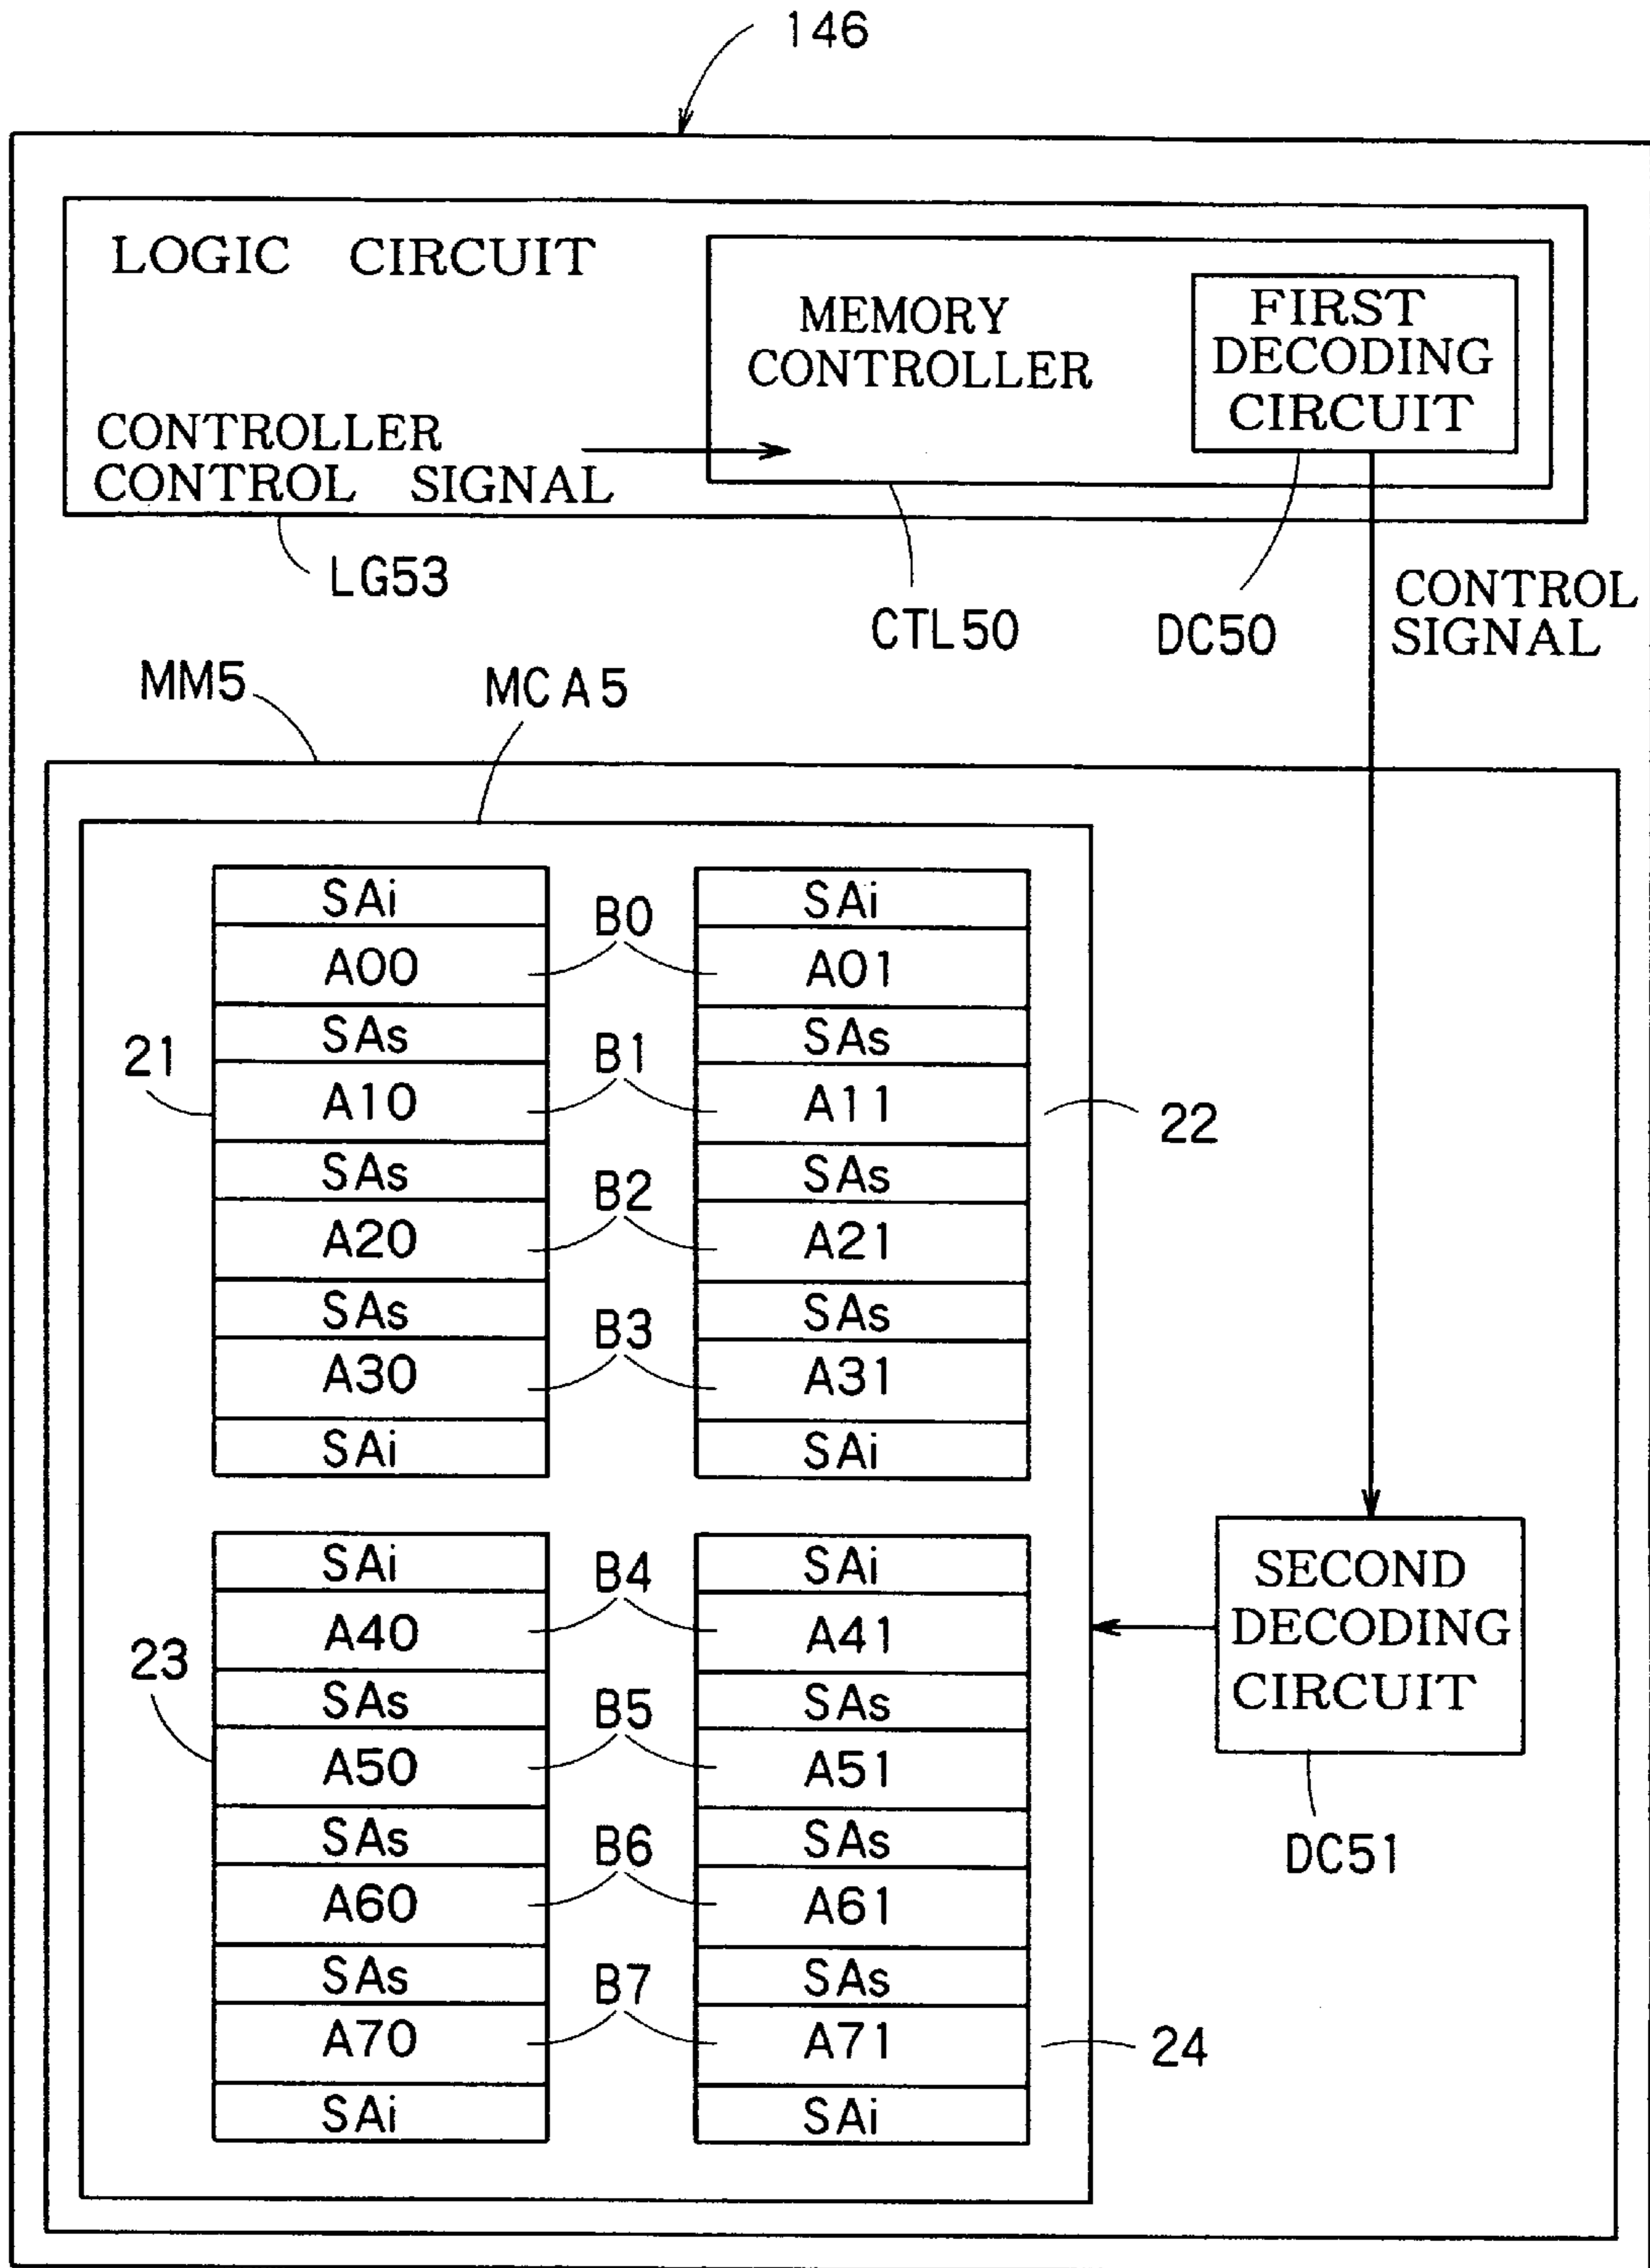 146
LOGIC CIRCUIT
MEMORY
CONTROLLER
FIRST
DECODING
CIRCUIT
CONTROLLER
CONTROL SIGNAL
LG53
CTL50
DC50
CONTROL
SIGNAL
MM5
MCA5
SAi
A00
SAs
A10
SAs
A20
SAs
A30
SAi
B0
B1
B2
B3
SAi
A01
SAs
A11
SAs
A21
SAs
A31
SAi
21
22
SAi
A40
SAs
A50
SAs
A60
SAs
A70
SAi
B4
B5
B6
B7
SAi
A41
SAs
A51
SAs
A61
SAs
A71
SAi
23
24
SECOND
DECODING
CIRCUIT
DC51